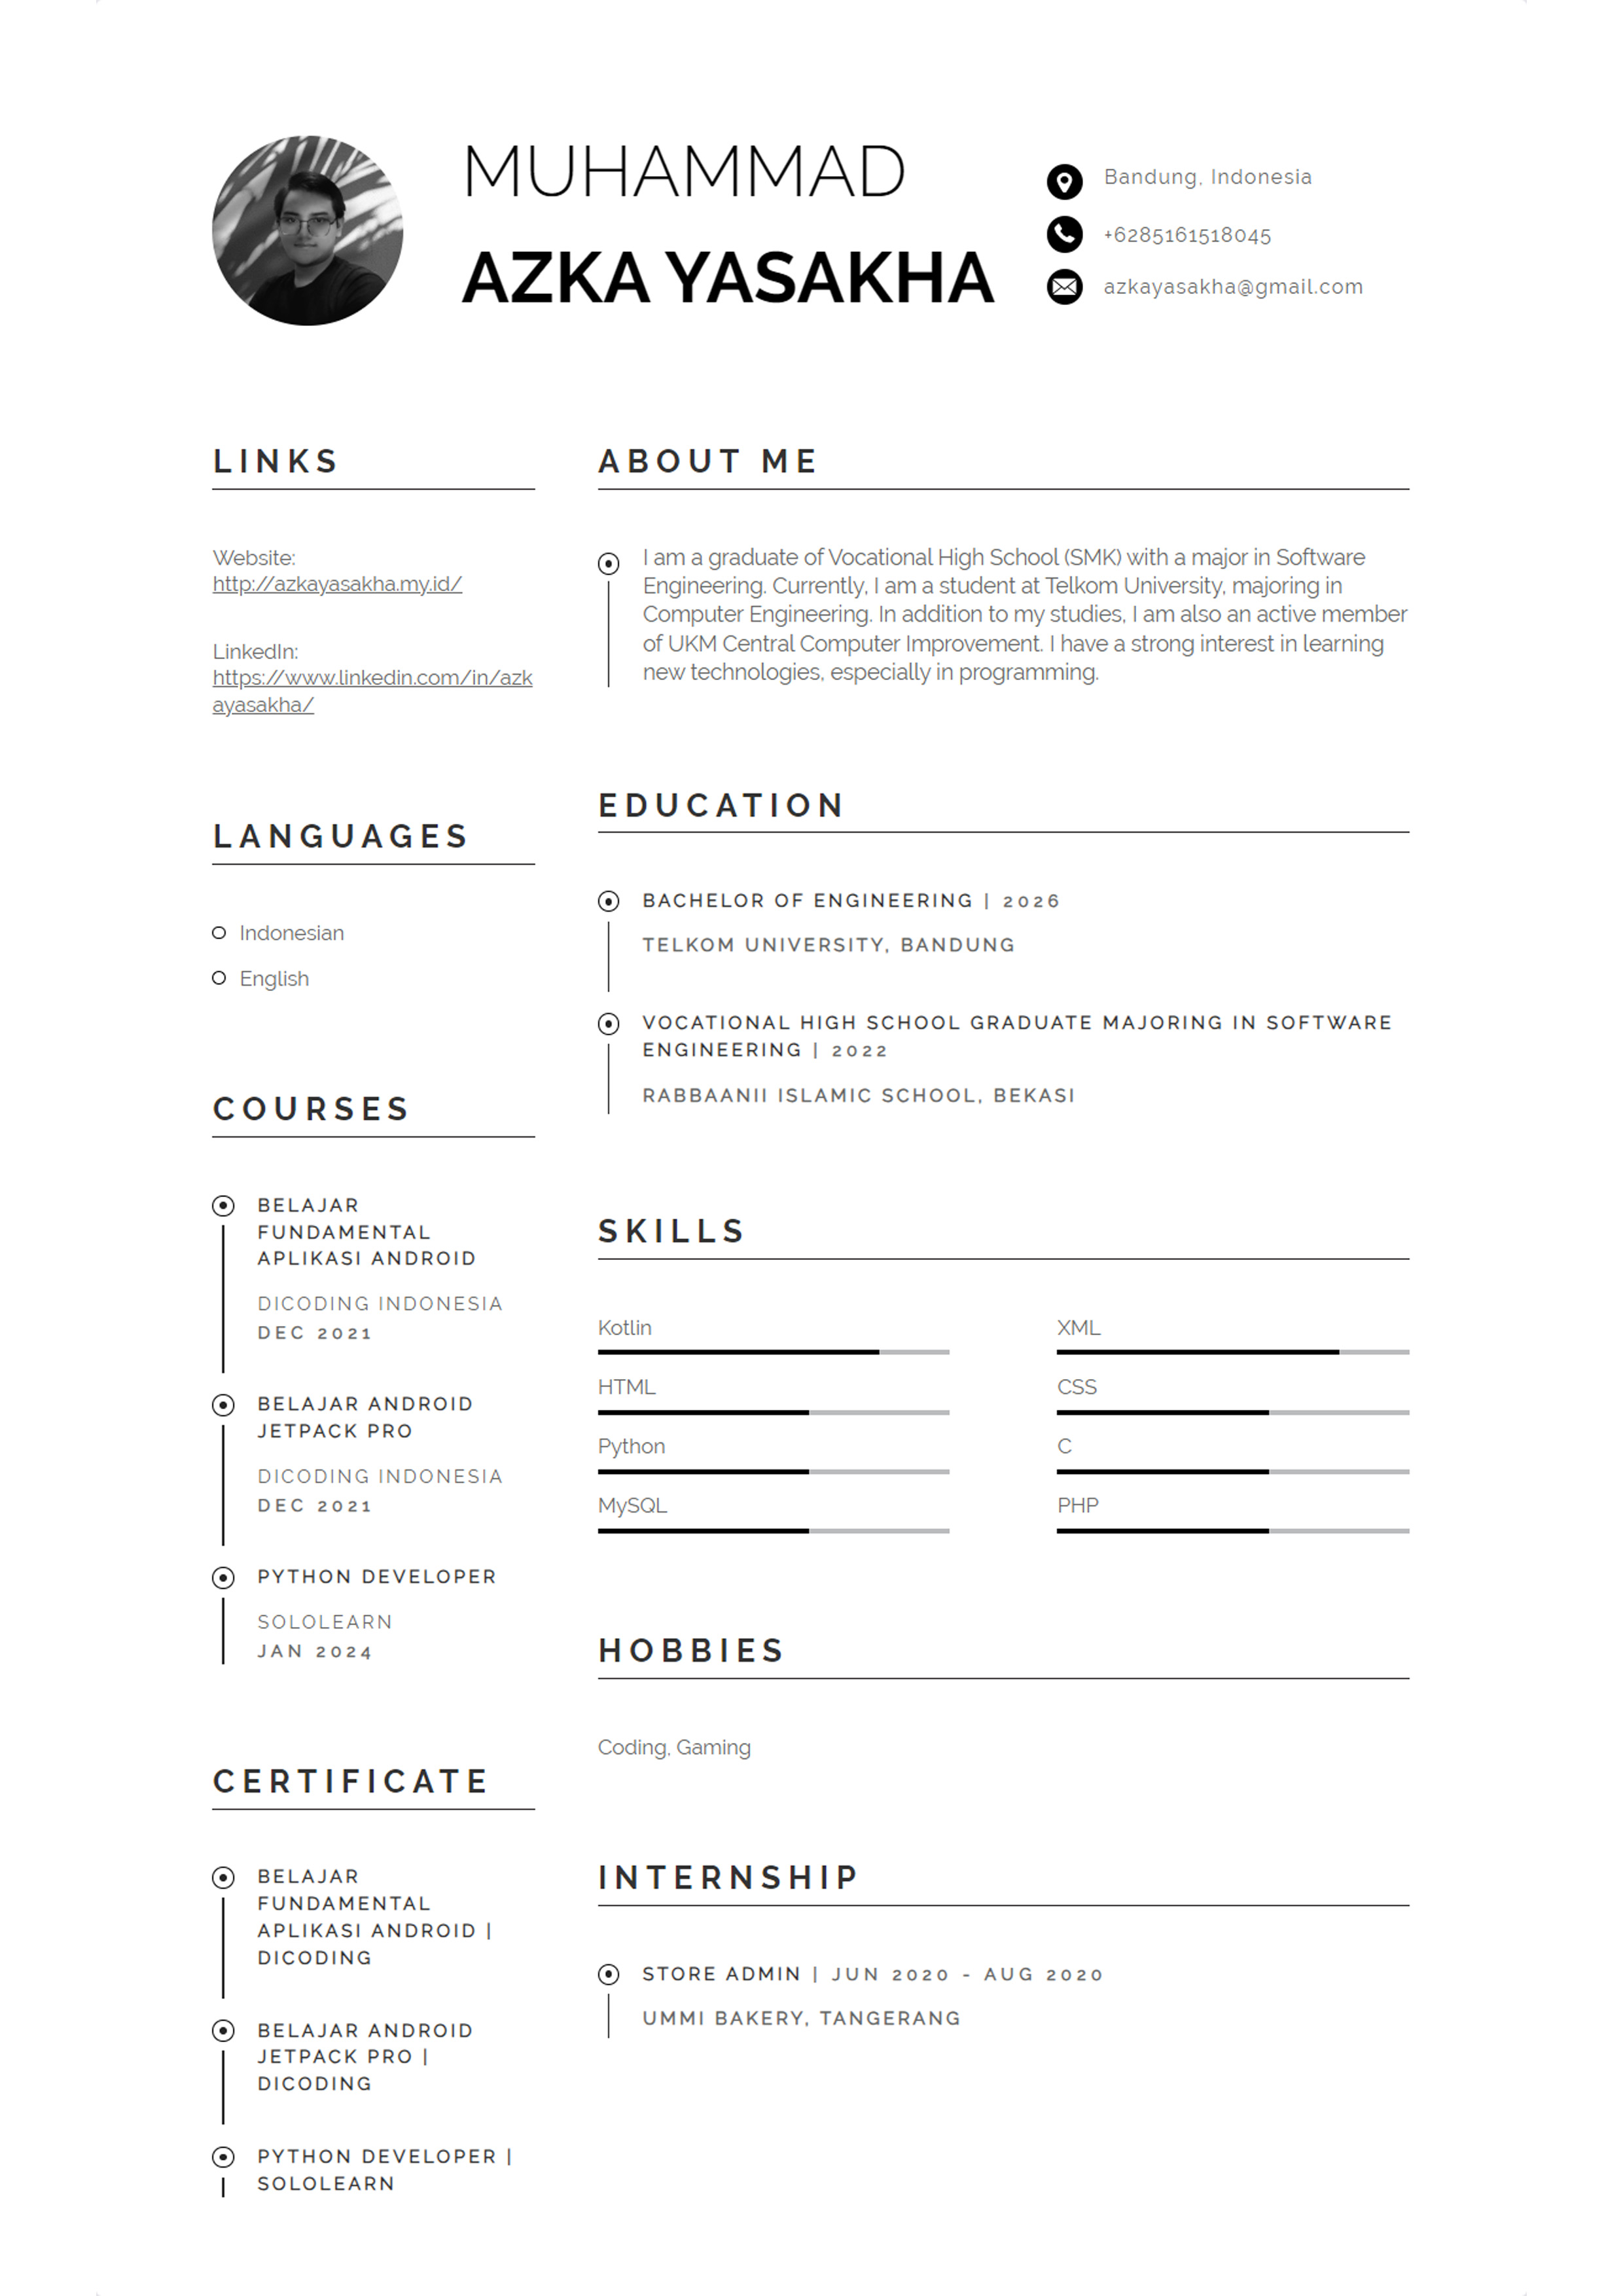 MUHAMMAD
AZKA YASAKHA
Bandung, Indonesia
+6285161518045
azkayasakha@gmail.com
LINKS
Website:
http://azkayasakha.my.id/
LinkedIn:
https://www.linkedin.com/in/azk
ayasakha/
LANGUAGES
Indonesian
English
COURSES
BELAJAR
FUNDAMENTAL
APLIKASI ANDROID
DICODING INDONESIA
DEC 2021
BELAJAR ANDROID
JETPACK PRO
DICODING INDONESIA
DEC 2021
PYTHON DEVELOPER
SOLOLEARN
JAN 2024
CERTIFICATE
BELAJAR
FUNDAMENTAL
APLIKASI ANDROID |
DICODING
BELAJAR ANDROID
JETPACK PRO |
DICODING
PYTHON DEVELOPER |
SOLOLEARN
ABOUT ME
I am a graduate of Vocational High School (SMK) with a major in Software
Engineering. Currently, I am a student at Telkom University, majoring in
Computer Engineering. In addition to my studies, I am also an active member
of UKM Central Computer Improvement. I have a strong interest in learning
new technologies, especially in programming.
EDUCATION
BACHELOR OF ENGINEERING | 2026
TELKOM UNIVERSITY, BANDUNG
VOCATIONAL HIGH SCHOOL GRADUATE MAJORING IN SOFTWARE
ENGINEERING | 2022
RABBAANII ISLAMIC SCHOOL, BEKASI
SKILLS
Kotlin
XML
HTML
CSS
Python
C
MySQL
PHP
HOBBIES
Coding, Gaming
INTERNSHIP
STORE ADMIN | JUN 2020 - AUG 2020
UMMI BAKERY, TANGERANG